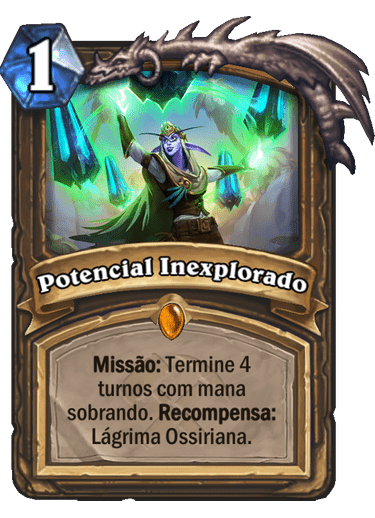 1
Potencial Inexplorado
Missão: Termine 4
turnos com mana
sobrando. Recompensa:
Lágrima Ossiriana.